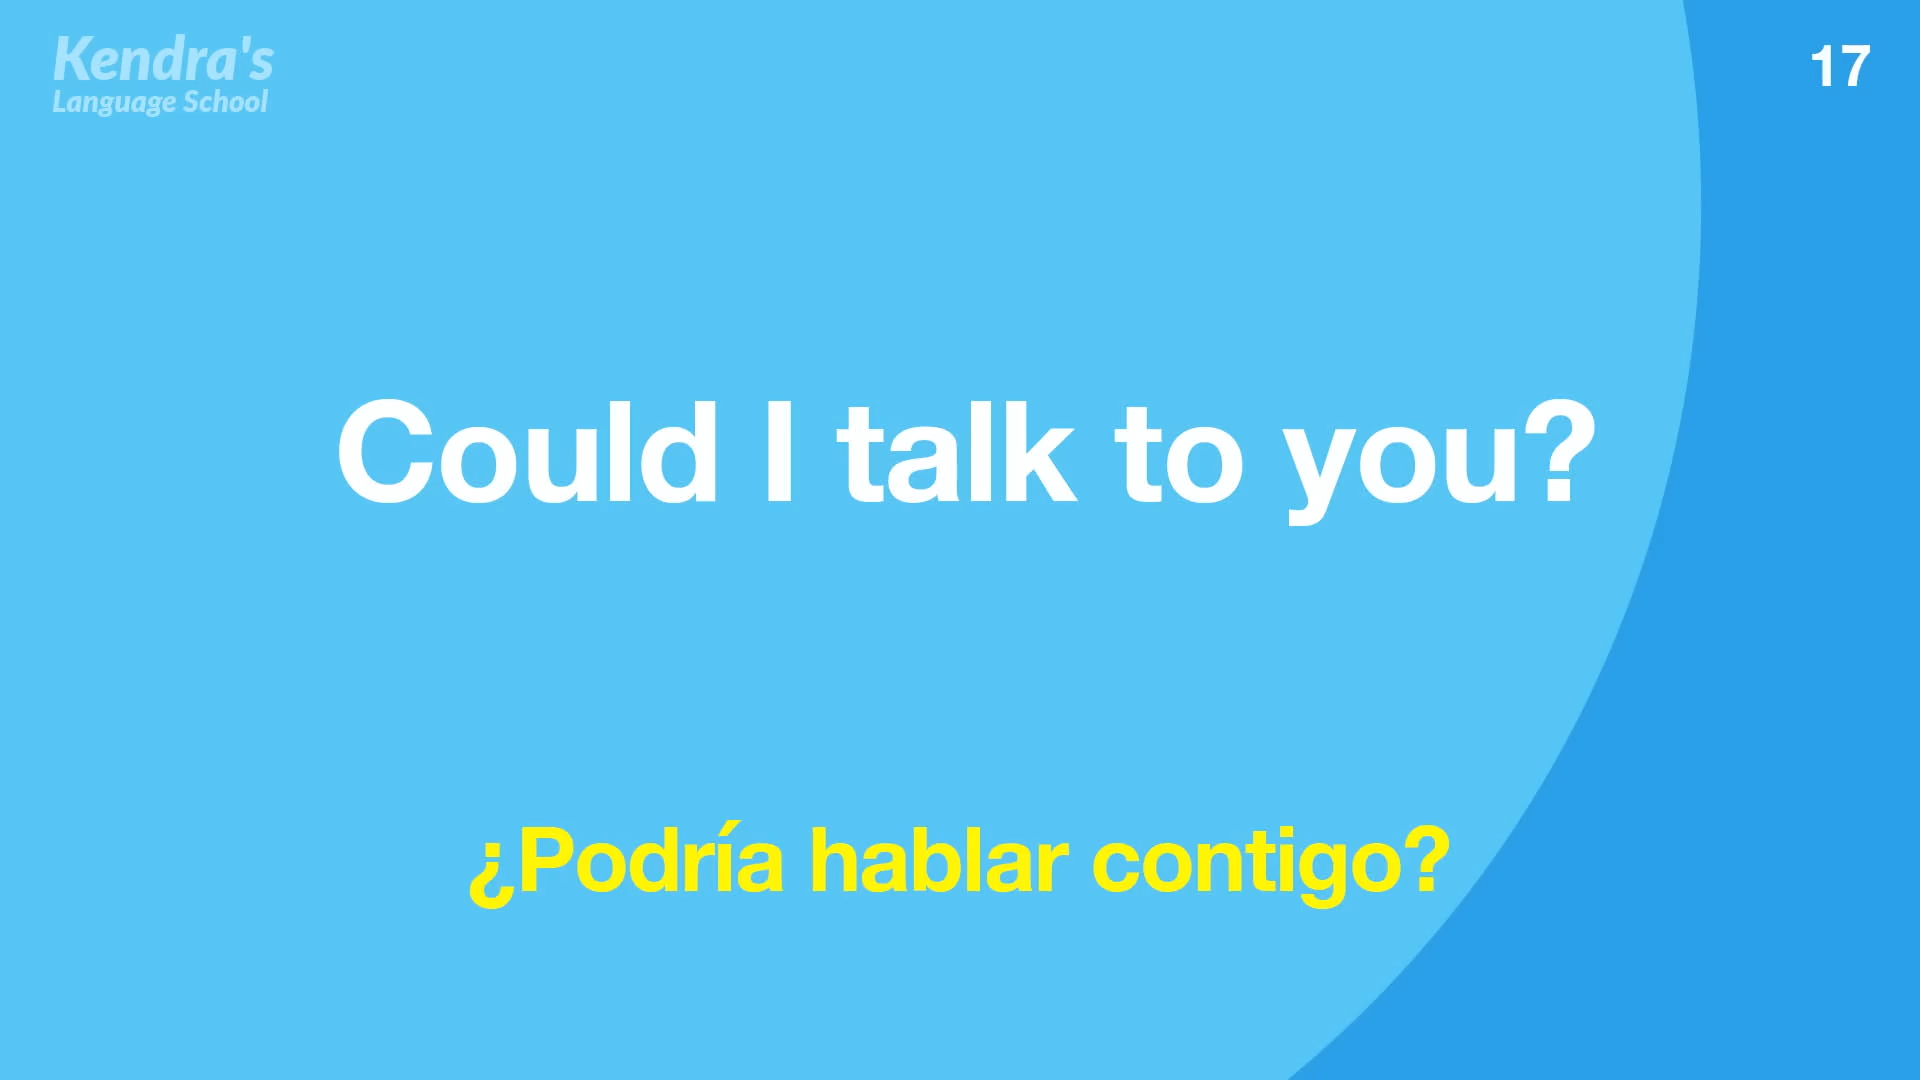 Kendra's
Language School
17
Could I talk to you?
¿Podría hablar contigo?